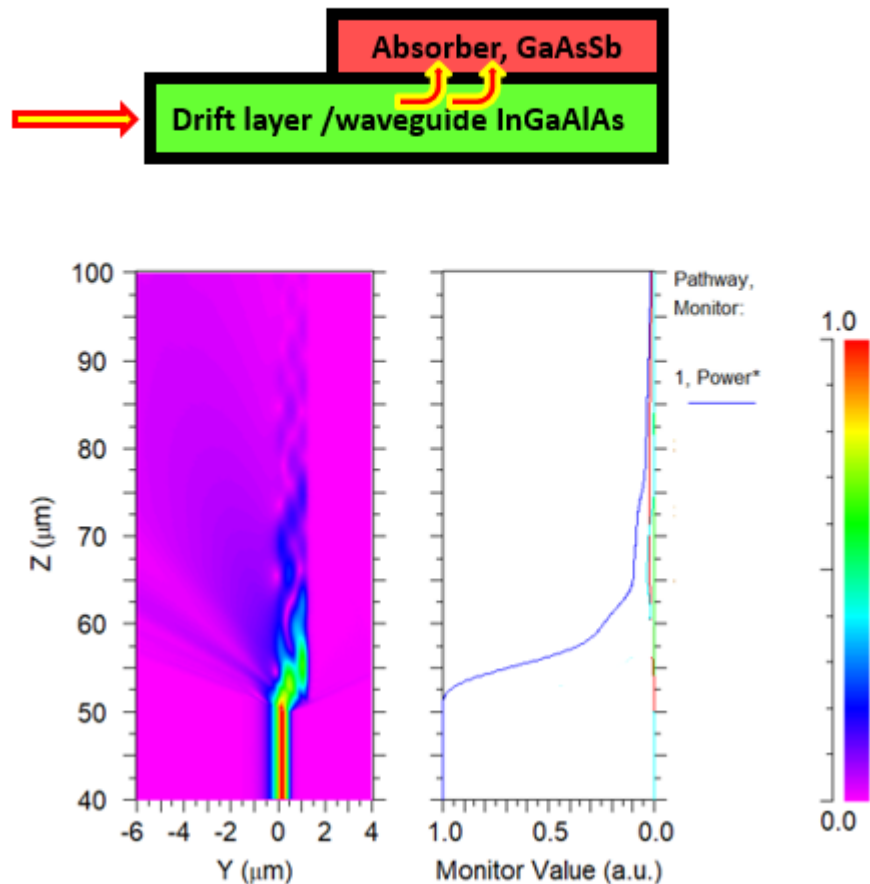 Absorber, GaAsSb
Drift layer /waveguide InGaAlAs
100
90
80
70
60
50
40
Z (μm)
-6 -4 -2 0 2 4
Y (μm)
1.0 0.5 0.0
Monitor Value (a.u.)
Pathway,
Monitor:
1, Power*
1.0
0.0